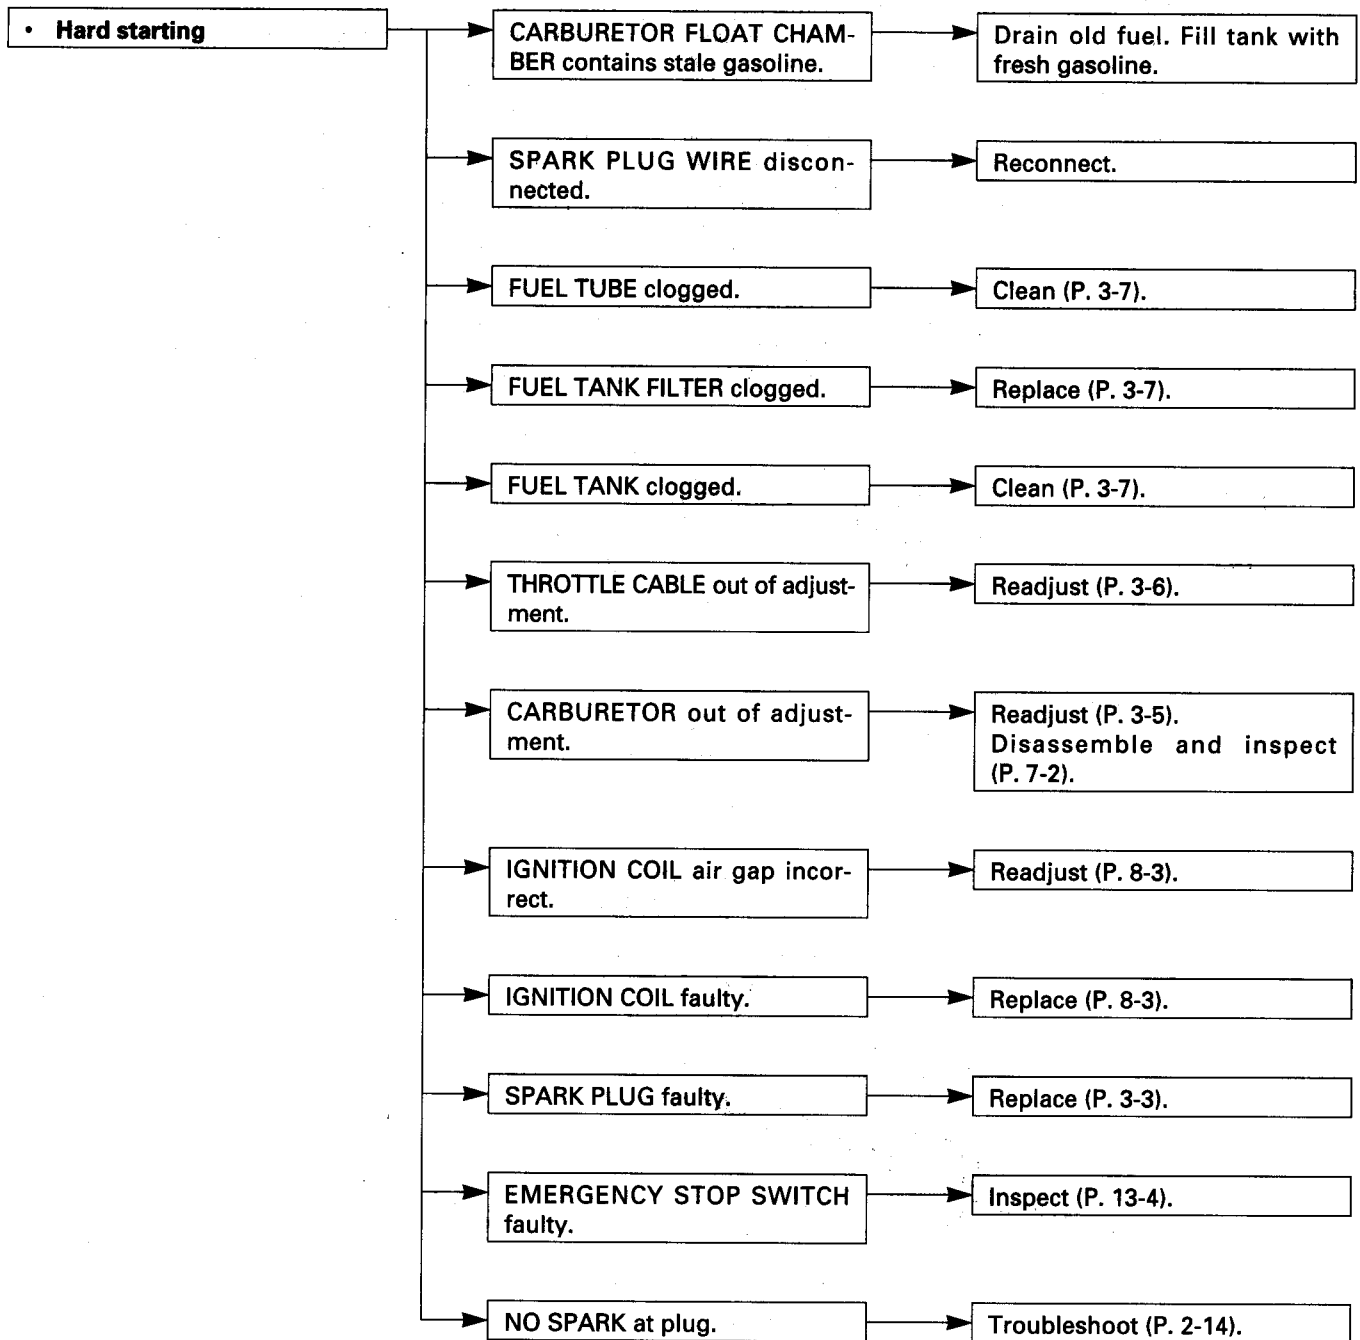 • Hard starting
CARBURETOR FLOAT CHAM-
BER contains stale gasoline.
Drain old fuel. Fill tank with
fresh gasoline.
SPARK PLUG WIRE discon-
nected.
Reconnect.
FUEL TUBE clogged.
Clean (P. 3-7).
FUEL TANK FILTER clogged.
Replace (P. 3-7).
FUEL TANK clogged.
Clean (P. 3-7).
THROTTLE CABLE out of adjust-
ment.
Readjust (P. 3-6).
CARBURETOR out of adjust-
ment.
Readjust (P. 3-5).
Disassemble and inspect
(P. 7-2).
IGNITION COIL air gap incor-
rect.
Readjust (P. 8-3).
IGNITION COIL faulty.
Replace (P. 8-3).
SPARK PLUG faulty.
Replace (P. 3-3).
EMERGENCY STOP SWITCH
faulty.
Inspect (P. 13-4).
NO SPARK at plug.
Troubleshoot (P. 2-14).